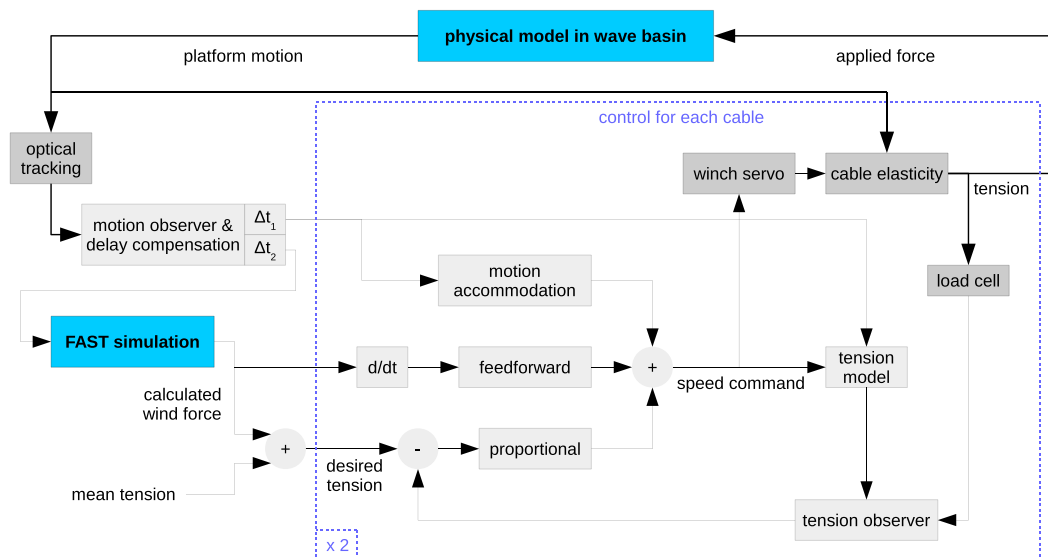 physical model in wave basin
platform motion
applied force
control for each cable
optical
tracking
winch servo
cable elasticity
tension
motion observer &
delay compensation
Δt1
Δt2
motion
accommodation
load cell
FAST simulation
d/dt
feedforward
+
speed command
tension
model
calculated
wind force
+
-
proportional
desired
tension
mean tension
tension observer
x 2